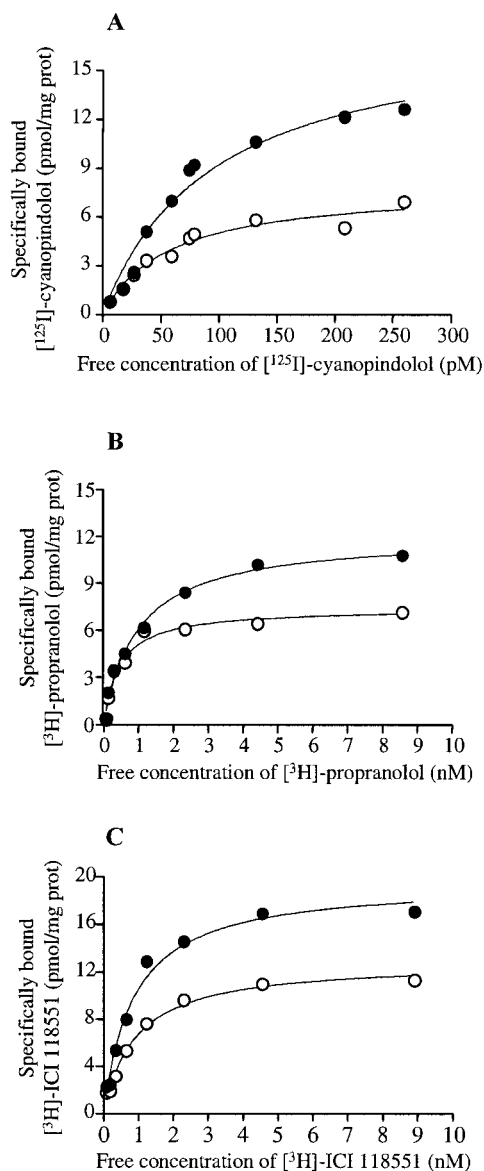 A
Specifically bound
[¹²⁵I]-cyanopindolol (pmol/mg prot)
15
12
9
6
3
0
0 50 100 150 200 250 300
Free concentration of [¹²⁵I]-cyanopindolol (pM)
B
Specifically bound
[³H]-propranolol (pmol/mg prot)
15
12
9
6
3
0
0 1 2 3 4 5 6 7 8 9 10
Free concentration of [³H]-propranolol (nM)
C
Specifically bound
[³H]-ICI 118551 (pmol/mg prot)
20
16
12
8
4
0
0 1 2 3 4 5 6 7 8 9 10
Free concentration of [³H]-ICI 118551 (nM)